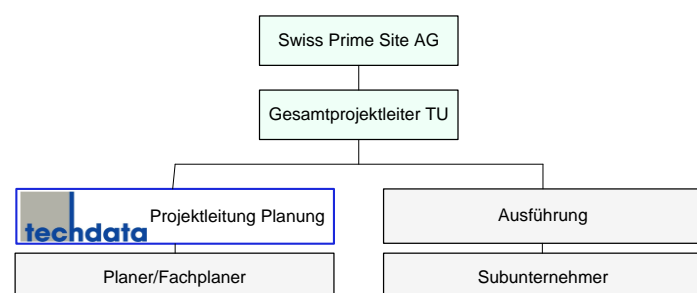 Swiss Prime Site AG
Gesamtprojektleiter TU
techdata Projektleitung Planung
Ausführung
Planer/Fachplaner
Subunternehmer